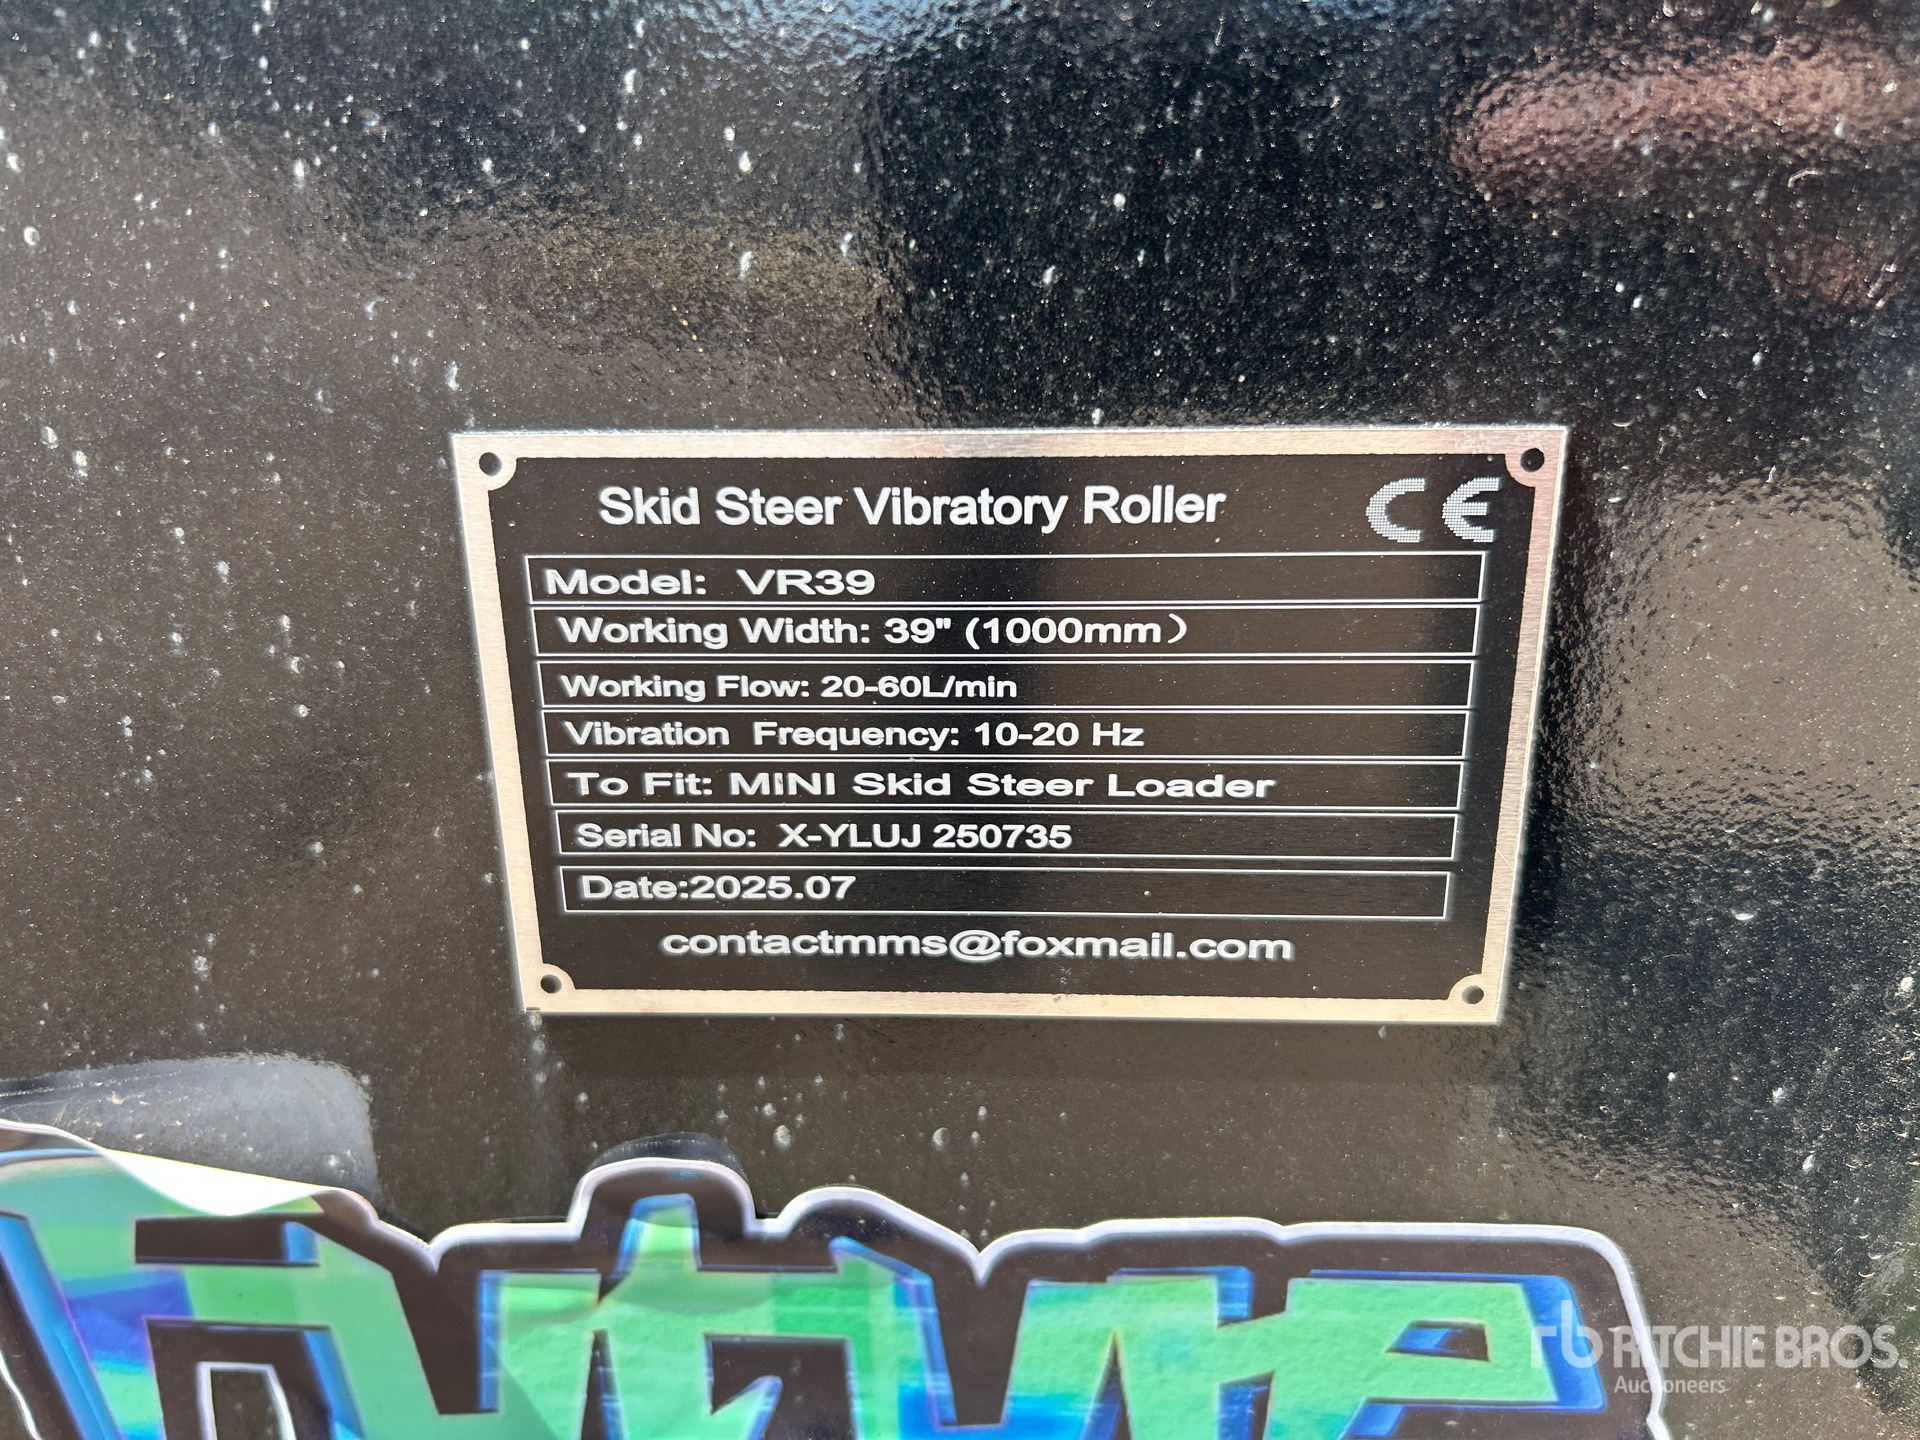 Skid Steer Vibratory Roller CE
Model: VR39
Working Width: 39" (1000mm）
Working Flow: 20-60L/min
Vibration Frequency: 10-20 Hz
To Fit: MINI Skid Steer Loader
Serial No: X-YLUJ 250735
Date:2025.07
contactmms@foxmail.com
rb RITCHIE BROS.
Auctioneers